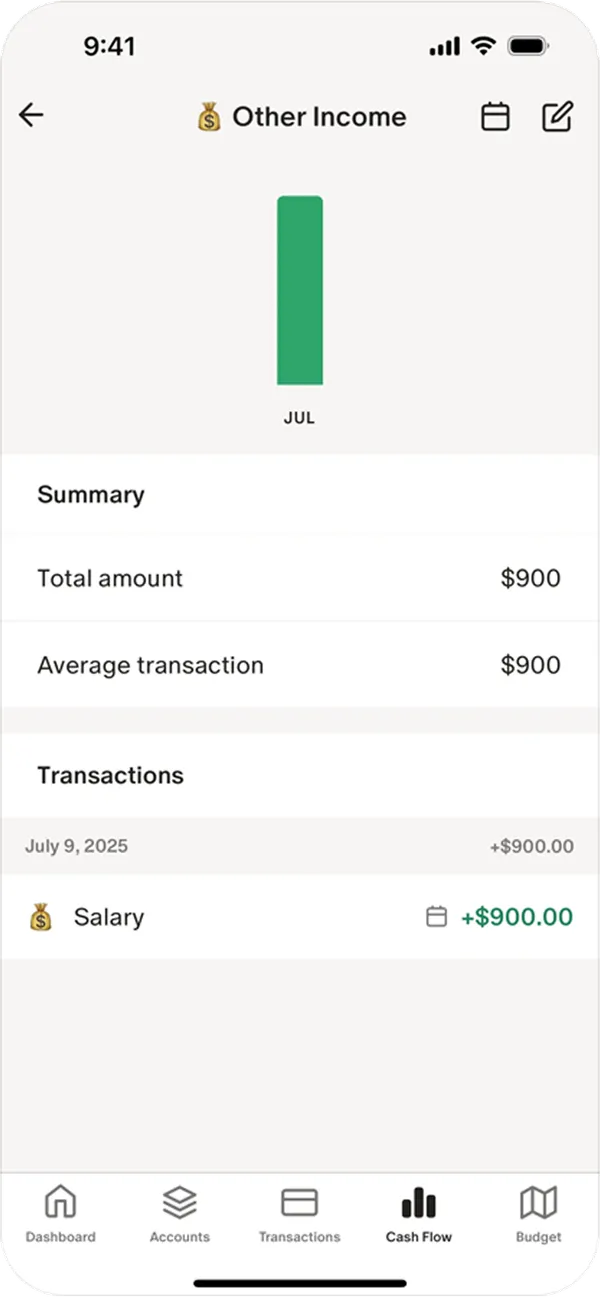 9:41
Other Income
JUL
Summary
Total amount $900
Average transaction $900
Transactions
July 9, 2025 +$900.00
Salary +$900.00
Dashboard Accounts Transactions Cash Flow Budget